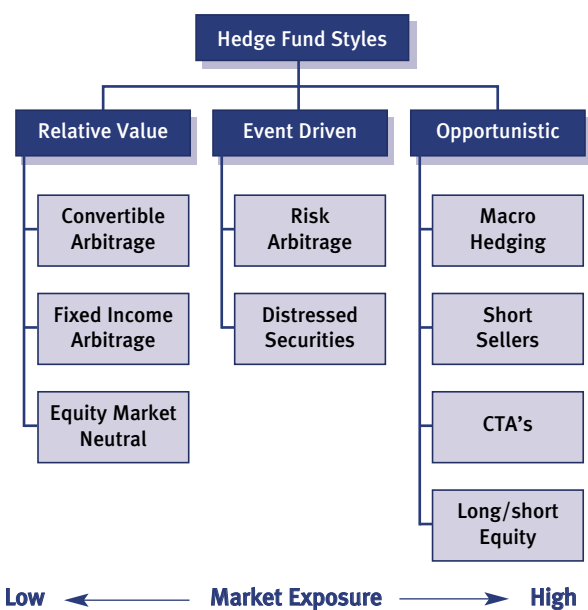 Hedge Fund Styles
Relative Value
Event Driven
Opportunistic
Convertible
Arbitrage
Fixed Income
Arbitrage
Equity Market
Neutral
Risk
Arbitrage
Distressed
Securities
Macro
Hedging
Short
Sellers
CTA's
Long/short
Equity
Low Market Exposure High